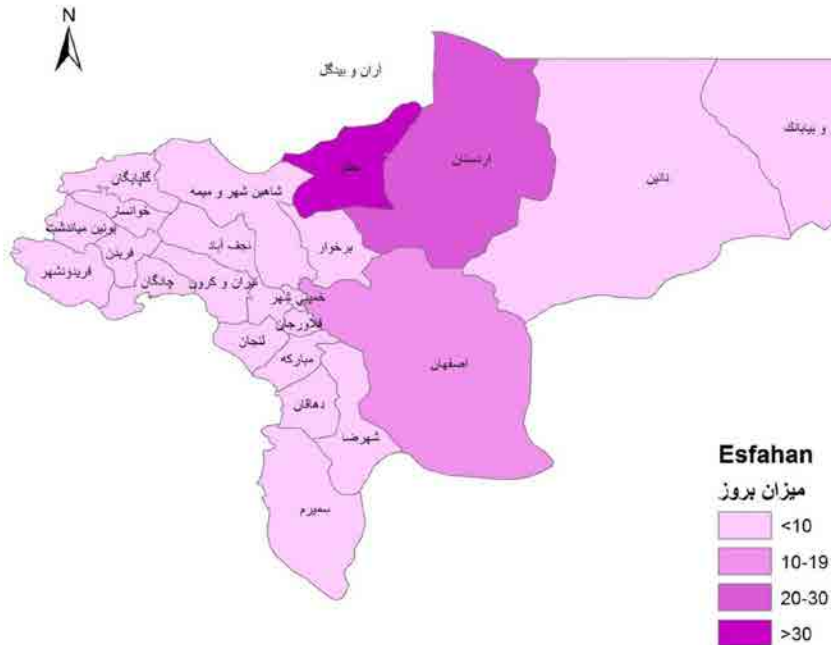 N
آران و بیدگل
و بیابانک
اردستان
نطنز
نائین
گلپایگان
شاهین شهر و میمه
خوانسار
بوئین میاندشت
نجف آباد
برخوار
فریدن
فریدونشهر
چادگان
تیران و کرون
خمینی شهر
فلاورجان
لنجان
اصفهان
مبارکه
دهاقان
شهرضا
سمیرم
Esfahan
میزان بروز
<10
10-19
20-30
>30